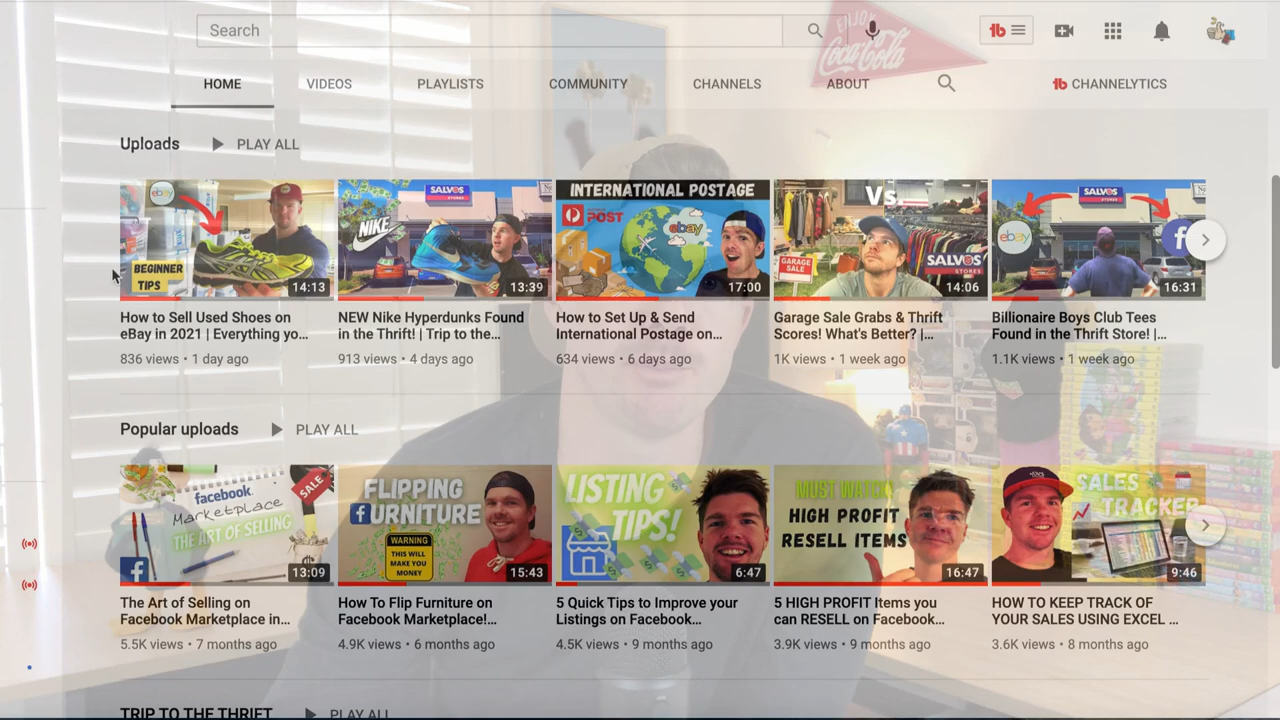 Search
ENJOY
Coca-Cola
HOME VIDEOS PLAYLISTS COMMUNITY CHANNELS ABOUT CHANNELYTICS
Uploads PLAY ALL
ebay
BEGINNER
TIPS
14:13
SALVOS
NIKE
13:39
INTERNATIONAL POSTAGE
POST
ebay
17:00
Vs.
GARAGE
SALE
SALVOS
STORES
14:06
SALVOS
ebay
f
16:31
How to Sell Used Shoes on
eBay in 2021 | Everything yo…
836 views • 1 day ago
NEW Nike Hyperdunks Found
in the Thrift! | Trip to the…
913 views • 4 days ago
How to Set Up & Send
International Postage on…
634 views • 6 days ago
Garage Sale Grabs & Thrift
Scores! What's Better? |…
1K views • 1 week ago
Billionaire Boys Club Tees
Found in the Thrift Store! |…
1.1K views • 1 week ago
Popular uploads PLAY ALL
facebook
Marketplace
THE ART OF SELLING
SALE
f
13:09
FLIPPING
FURNITURE
WARNING
THIS WILL
MAKE YOU
MONEY
15:43
LISTING
TIPS!
6:47
MUST WATCH
HIGH PROFIT
RESELL ITEMS
16:47
SALES
TRACKER
9:46
The Art of Selling on
Facebook Marketplace in…
5.5K views • 7 months ago
How To Flip Furniture on
Facebook Marketplace!…
4.9K views • 6 months ago
5 Quick Tips to Improve your
Listings on Facebook…
4.5K views • 9 months ago
5 HIGH PROFIT Items you
can RESELL on Facebook…
3.9K views • 9 months ago
HOW TO KEEP TRACK OF
YOUR SALES USING EXCEL …
3.6K views • 8 months ago
TRIP TO THE THRIFT PLAY ALL